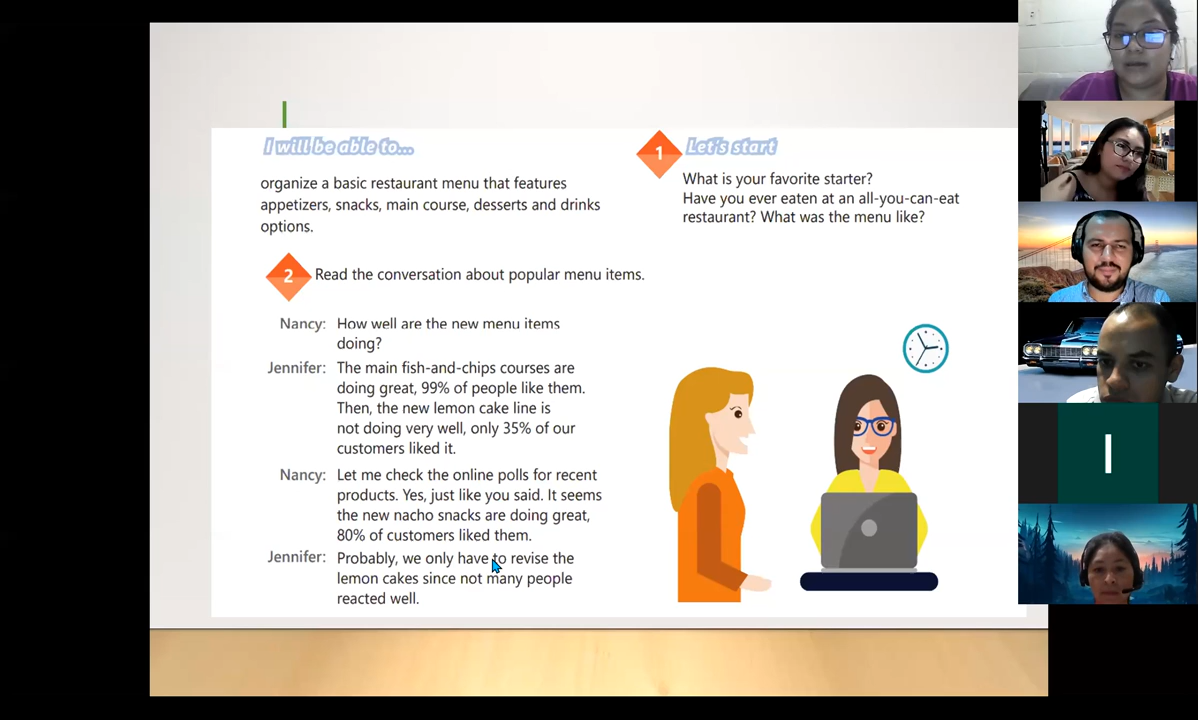 I will be able to...
organize a basic restaurant menu that features
appetizers, snacks, main course, desserts and drinks
options.
1 Let's start
What is your favorite starter?
Have you ever eaten at an all-you-can-eat
restaurant? What was the menu like?
2 Read the conversation about popular menu items.
Nancy: How well are the new menu items
doing?
Jennifer: The main fish-and-chips courses are
doing great, 99% of people like them.
Then, the new lemon cake line is
not doing very well, only 35% of our
customers liked it.
Nancy: Let me check the online polls for recent
products. Yes, just like you said. It seems
the new nacho snacks are doing great,
80% of customers liked them.
Jennifer: Probably, we only have to revise the
lemon cakes since not many people
reacted well.
I